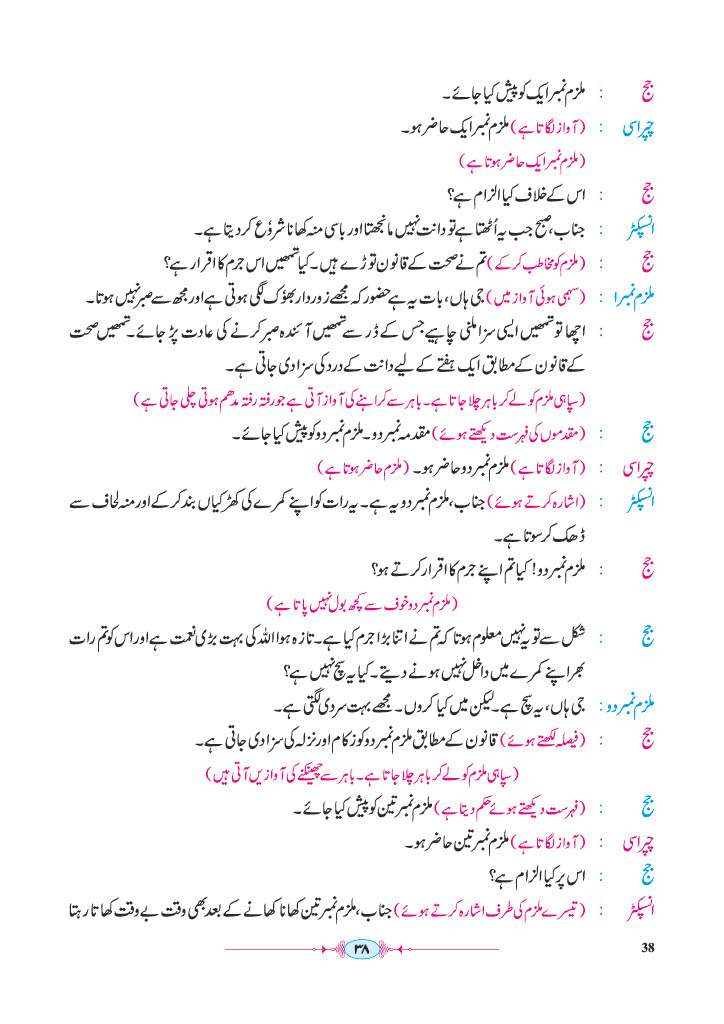 جج : ملزم نمبر ایک کو پیش کیا جائے۔
چپراسی : (آواز لگاتا ہے) ملزم نمبر ایک حاضر ہو۔
(ملزم نمبر ایک حاضر ہوتا ہے)
جج : اس کے خلاف کیا الزام ہے؟
انسپکٹر : جناب، صبح جب یہ اُٹھتا ہے تو دانت نہیں مانجھتا اور باسی منہ کھانا شروٗع کر دیتا ہے۔
جج : (ملزم کو مخاطب کر کے) تم نے صحت کے قانون توڑے ہیں۔ کیا تمھیں اس جرم کا اقرار ہے؟
ملزم نمبر ا : (سہمی ہوئی آواز میں) جی ہاں، بات یہ ہے حضور کہ مجھے زوردار بھوٗک لگی ہوتی ہے اور مجھ سے صبر نہیں ہوتا۔
جج : اچھا تو تمھیں ایسی سزا ملنی چاہیے جس کے ڈر سے تمھیں آئندہ صبر کرنے کی عادت پڑ جائے۔ تمھیں صحت
کے قانون کے مطابق ایک ہفتے کے لیے دانت کے درد کی سزا دی جاتی ہے۔
(سپاہی ملزم کو لے کر باہر چلا جاتا ہے۔ باہر سے کراہنے کی آواز آتی ہے جو رفتہ رفتہ مدھم ہوتی چلی جاتی ہے)
جج : (مقدموں کی فہرست دیکھتے ہوئے) مقدمہ نمبر دو۔ ملزم نمبر دو کو پیش کیا جائے۔
چپراسی : (آواز لگاتا ہے) ملزم نمبر دو حاضر ہو۔ (ملزم حاضر ہوتا ہے)
انسپکٹر : (اشارہ کرتے ہوئے) جناب، ملزم نمبر دو یہ ہے۔ یہ رات کو اپنے کمرے کی کھڑکیاں بند کر کے اور منہ لحاف سے
ڈھک کر سوتا ہے۔
جج : ملزم نمبر دو! کیا تم اپنے جرم کا اقرار کرتے ہو؟
(ملزم نمبر دو خوف سے کچھ بول نہیں پاتا ہے)
جج : شکل سے تو یہ نہیں معلوم ہوتا کہ تم نے اتنا بڑا جرم کیا ہے۔ تازہ ہوا اللہ کی بہت بڑی نعمت ہے اور اس کو تم رات
بھر اپنے کمرے میں داخل نہیں ہونے دیتے۔ کیا یہ سچ نہیں ہے؟
ملزم نمبر دو : جی ہاں، یہ سچ ہے۔ لیکن میں کیا کروں۔ مجھے بہت سردی لگتی ہے۔
جج : (فیصلہ لکھتے ہوئے) قانون کے مطابق ملزم نمبر دو کو زکام اور نزلہ کی سزا دی جاتی ہے۔
(سپاہی ملزم کو لے کر باہر چلا جاتا ہے۔ باہر سے چھینکنے کی آوازیں آتی ہیں)
جج : (فہرست دیکھتے ہوئے حکم دیتا ہے) ملزم نمبر تین کو پیش کیا جائے۔
چپراسی : (آواز لگاتا ہے) ملزم نمبر تین حاضر ہو۔
جج : اس پر کیا الزام ہے؟
انسپکٹر : (تیسرے ملزم کی طرف اشارہ کرتے ہوئے) جناب، ملزم نمبر تین کھانا کھانے کے بعد بھی وقت بے وقت کھاتا رہتا
۳۸
38